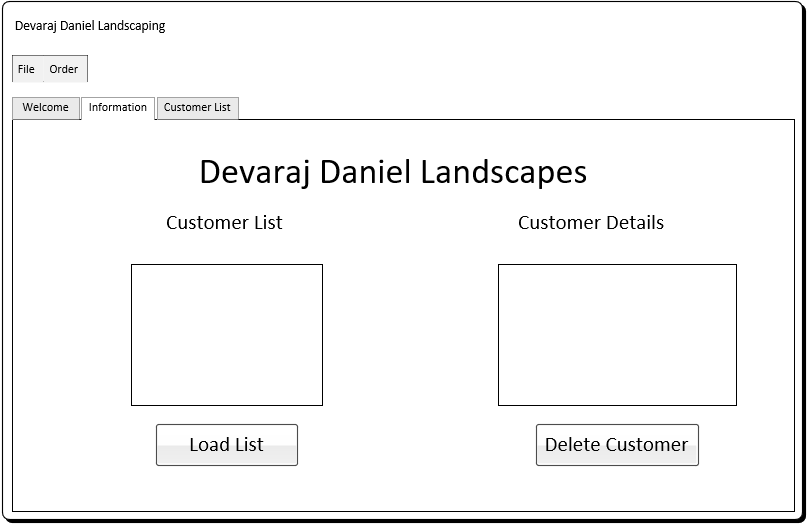 Devaraj Daniel Landscaping
File Order
Welcome Information Customer List
Devaraj Daniel Landscapes
Customer List Customer Details
Load List Delete Customer